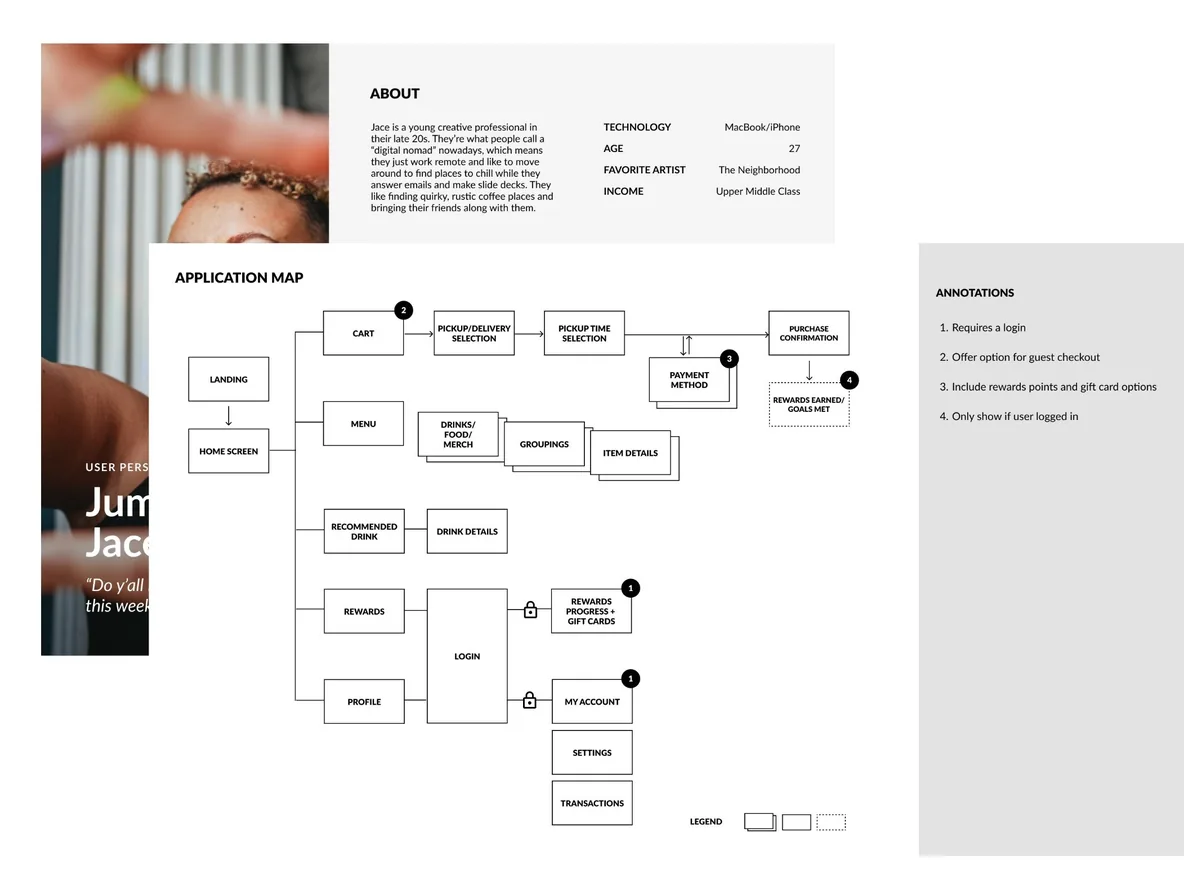 ABOUT
Jace is a young creative professional in
their late 20s. They're what people call a
"digital nomad" nowadays, which means
they just work remote and like to move
around to find places to chill while they
answer emails and make slide decks. They
like finding quirky, rustic coffee places and
bringing their friends along with them.
TECHNOLOGY MacBook/iPhone
AGE 27
FAVORITE ARTIST The Neighborhood
INCOME Upper Middle Class
USER PERS
Jum
Jace
“Do y’all
this week
APPLICATION MAP
LANDING
HOME SCREEN
CART
2
PICKUP/DELIVERY
SELECTION
PICKUP TIME
SELECTION
PAYMENT
METHOD
3
PURCHASE
CONFIRMATION
REWARDS EARNED/
GOALS MET
4
MENU
DRINKS/
FOOD/
MERCH
GROUPINGS
ITEM DETAILS
RECOMMENDED
DRINK
DRINK DETAILS
REWARDS
LOGIN
REWARDS
PROGRESS +
GIFT CARDS
1
PROFILE
MY ACCOUNT
1
SETTINGS
TRANSACTIONS
LEGEND
ANNOTATIONS
1. Requires a login
2. Offer option for guest checkout
3. Include rewards points and gift card options
4. Only show if user logged in